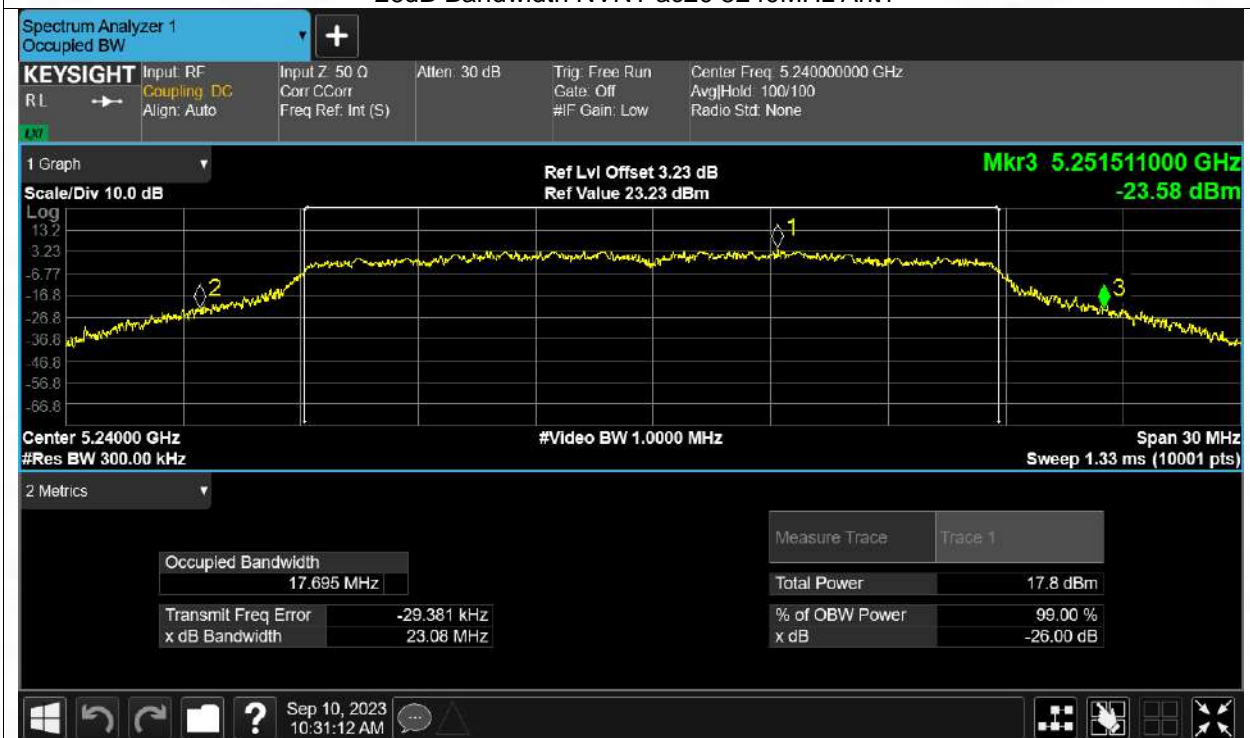 Spectrum Analyzer 1
Occupied BW
+
KEYSIGHT
RL
LXI
Input: RF
Coupling: DC
Align: Auto
Input Z: 50 Ω
Corr CCorr
Freq Ref: Int (S)
Atten: 30 dB
Trig: Free Run
Gate: Off
#IF Gain: Low
Center Freq: 5.240000000 GHz
Avg|Hold: 100/100
Radio Std: None
1 Graph
Scale/Div 10.0 dB
Ref Lvl Offset 3.23 dB
Ref Value 23.23 dBm
Mkr3 5.251511000 GHz
-23.58 dBm
Log
13.2
3.23
-6.77
-16.8
-26.8
-36.8
-46.8
-56.8
-66.8
1
2
3
Center 5.24000 GHz
#Res BW 300.00 kHz
#Video BW 1.0000 MHz
Span 30 MHz
Sweep 1.33 ms (10001 pts)
2 Metrics
Measure Trace Trace 1
Occupied Bandwidth
17.695 MHz
Total Power 17.8 dBm
Transmit Freq Error -29.381 kHz
% of OBW Power 99.00 %
x dB Bandwidth 23.08 MHz
x dB -26.00 dB
?
Sep 10, 2023
10:31:12 AM